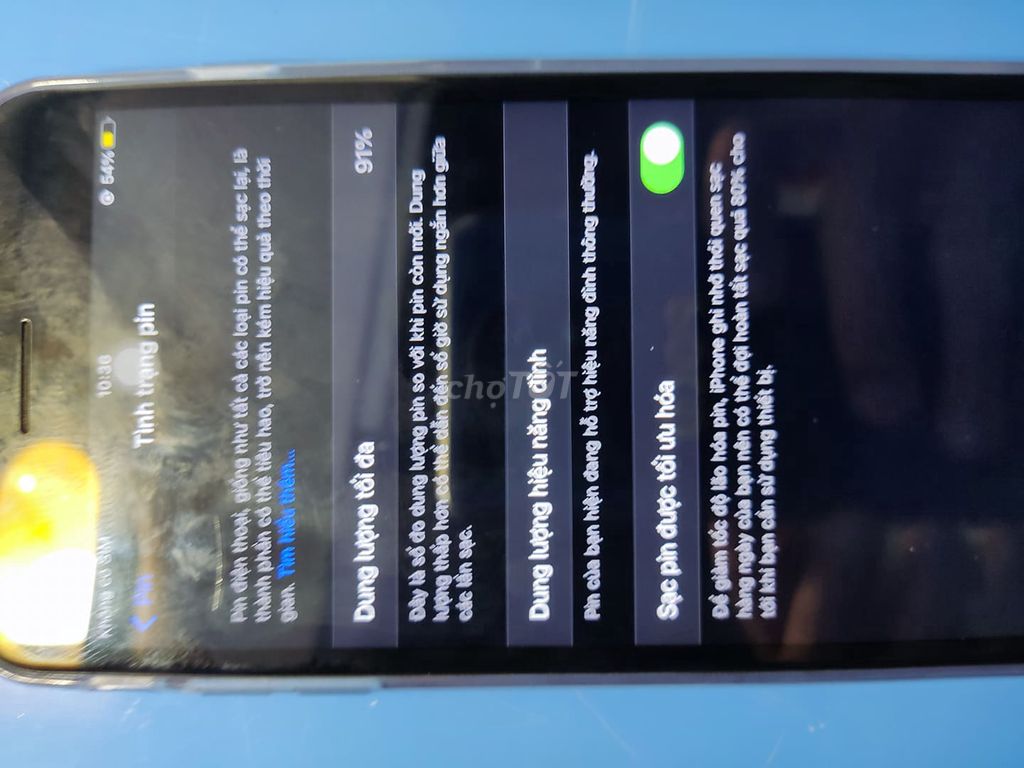 Không có SIM
10:36
54%
Pin
Tình trạng pin
Pin điện thoại, giống như tất cả các loại pin có thể sạc lại, là
thành phần có thể tiêu hao, trở nên kém hiệu quả theo thời
gian. Tìm hiểu thêm...
Dung lượng tối đa 91%
Đây là số đo dung lượng pin so với khi pin còn mới. Dung
lượng thấp hơn có thể dẫn đến số giờ sử dụng ngắn hơn giữa
các lần sạc.
Dung lượng hiệu năng đỉnh
Pin của bạn hiện đang hỗ trợ hiệu năng đỉnh thông thường.
Sạc pin được tối ưu hóa
Để giảm tốc độ lão hóa pin, iPhone ghi nhớ thói quen sạc
hàng ngày của bạn nên có thể đợi hoàn tất sạc quá 80% cho
tới khi bạn cần sử dụng thiết bị.
chợTỐT